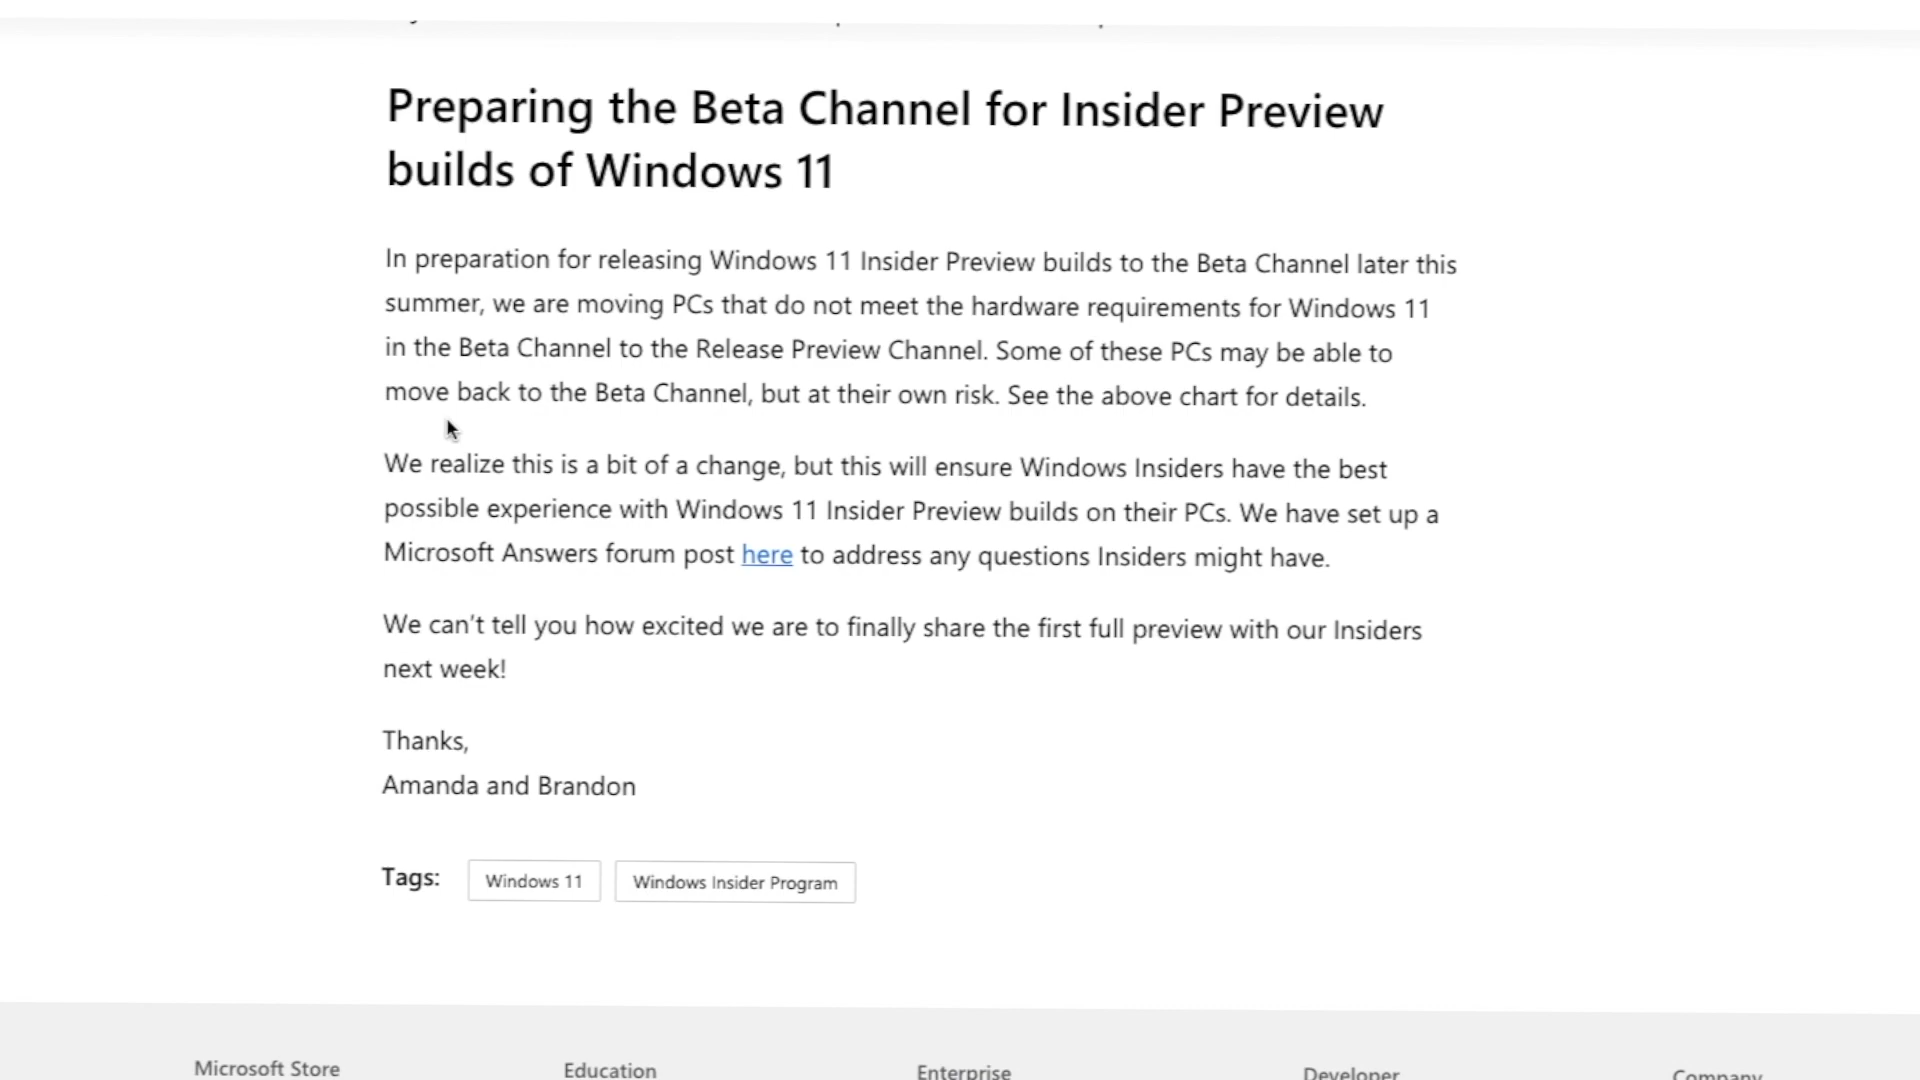 Preparing the Beta Channel for Insider Preview
builds of Windows 11
In preparation for releasing Windows 11 Insider Preview builds to the Beta Channel later this
summer, we are moving PCs that do not meet the hardware requirements for Windows 11
in the Beta Channel to the Release Preview Channel. Some of these PCs may be able to
move back to the Beta Channel, but at their own risk. See the above chart for details.
We realize this is a bit of a change, but this will ensure Windows Insiders have the best
possible experience with Windows 11 Insider Preview builds on their PCs. We have set up a
Microsoft Answers forum post here to address any questions Insiders might have.
We can't tell you how excited we are to finally share the first full preview with our Insiders
next week!
Thanks,
Amanda and Brandon
Tags: Windows 11 Windows Insider Program
Microsoft Store Education Enterprise Developer Company